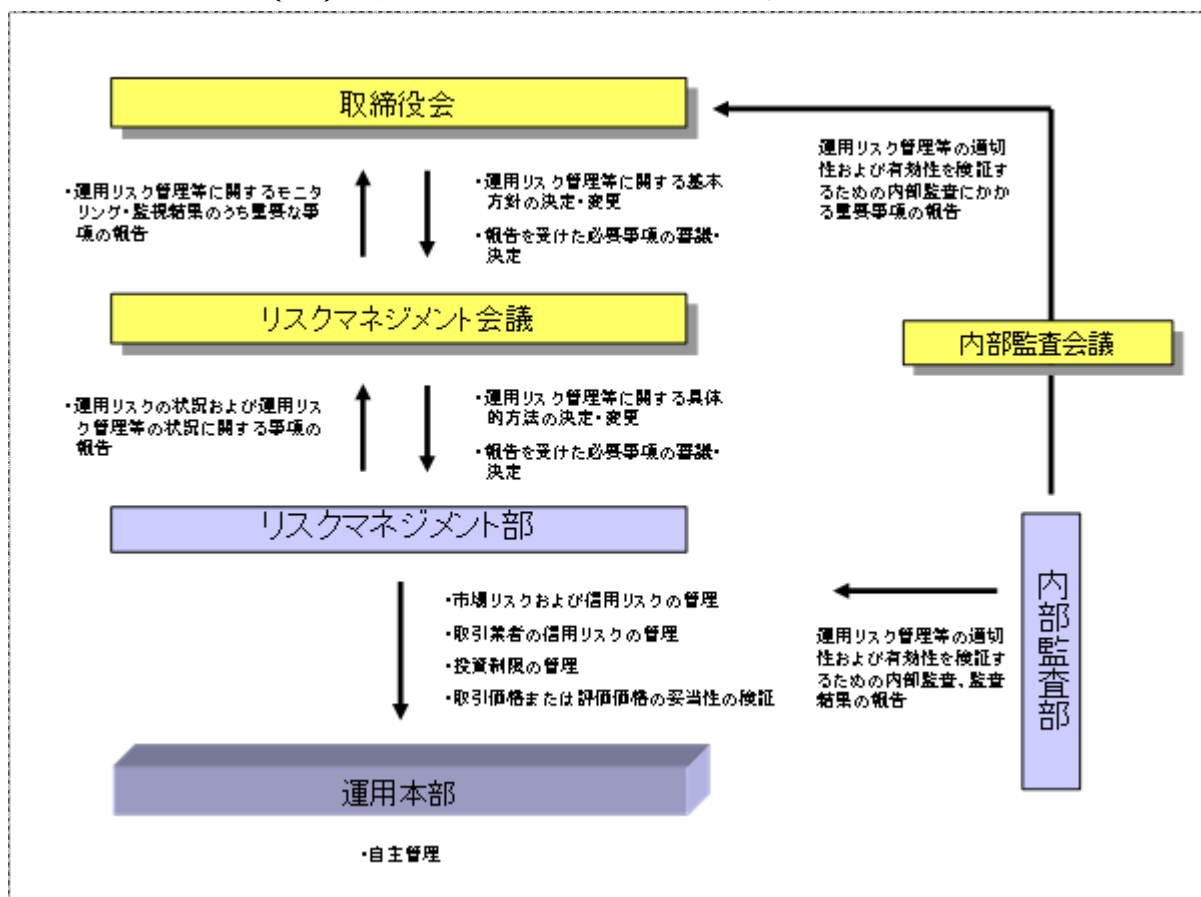 取締役会
・運用リスク管理等に関するモニタ
リング・監視結果のうち重要な事
項の報告
・運用リスク管理等に関する基本
方針の決定・変更
・報告を受けた必要事項の審議・
決定
運用リスク管理等の適切
性および有効性を検証す
るための内部監査にかか
る重要事項の報告
リスクマネジメント会議
内部監査会議
・運用リスクの状況および運用リス
ク管理等の状況に関する事項の
報告
・運用リスク管理等に関する具体
的方法の決定・変更
・報告を受けた必要事項の審議・
決定
リスクマネジメント部
内部監査部
・市場リスクおよび信用リスクの管理
・取引業者の信用リスクの管理
・投資制限の管理
・取引価格または評価価格の妥当性の検証
運用リスク管理等の適切
性および有効性を検証す
るための内部監査、監査
結果の報告
運用本部
・自主管理